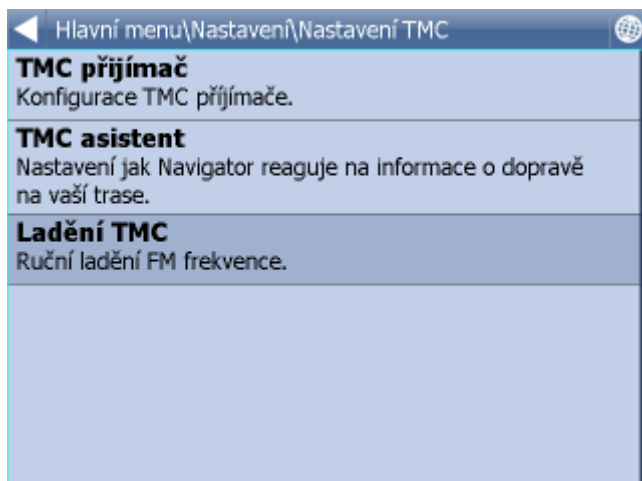 Hlavní menu\Nastavení\Nastavení TMC
TMC přijímač
Konfigurace TMC příjímače.
TMC asistent
Nastavení jak Navigator reaguje na informace o dopravě
na vaší trase.
Ladění TMC
Ruční ladění FM frekvence.